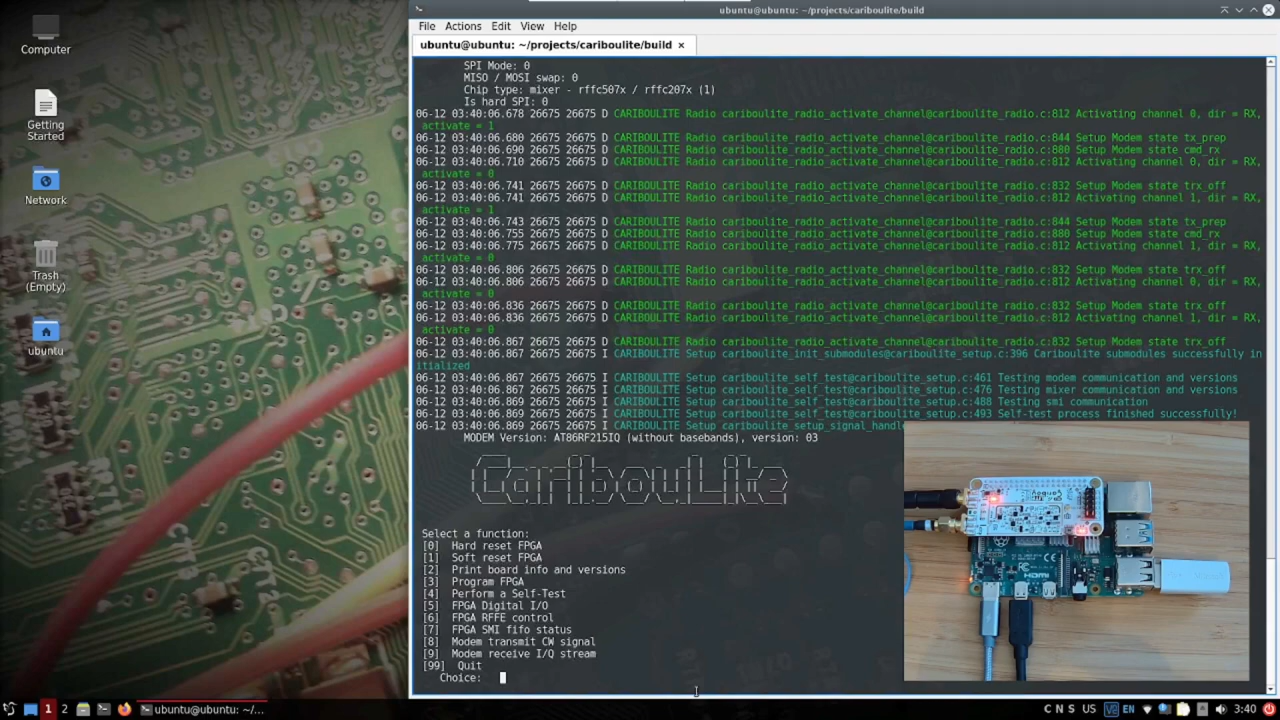 ubuntu@ubuntu: ~/projects/cariboulite/build
File Actions Edit View Help
ubuntu@ubuntu: ~/projects/cariboulite/build ×
Computer
Getting
Started
Network
Trash
(Empty)
ubuntu
SPI Mode: 0
MISO / MOSI swap: 0
Chip type: mixer - rffc507x / rffc207x (1)
Is hard SPI: 0
06-12 03:40:06.678 26675 26675 D CARIBOULITE Radio cariboulite_radio_activate_channel@cariboulite_radio.c:812 Activating channel 0, dir = RX,
activate = 1
06-12 03:40:06.680 26675 26675 D CARIBOULITE Radio cariboulite_radio_activate_channel@cariboulite_radio.c:844 Setup Modem state tx_prep
06-12 03:40:06.690 26675 26675 D CARIBOULITE Radio cariboulite_radio_activate_channel@cariboulite_radio.c:880 Setup Modem state cmd_rx
06-12 03:40:06.710 26675 26675 D CARIBOULITE Radio cariboulite_radio_activate_channel@cariboulite_radio.c:812 Activating channel 0, dir = RX,
activate = 0
06-12 03:40:06.741 26675 26675 D CARIBOULITE Radio cariboulite_radio_activate_channel@cariboulite_radio.c:832 Setup Modem state trx_off
06-12 03:40:06.741 26675 26675 D CARIBOULITE Radio cariboulite_radio_activate_channel@cariboulite_radio.c:812 Activating channel 1, dir = RX,
activate = 1
06-12 03:40:06.743 26675 26675 D CARIBOULITE Radio cariboulite_radio_activate_channel@cariboulite_radio.c:844 Setup Modem state tx_prep
06-12 03:40:06.755 26675 26675 D CARIBOULITE Radio cariboulite_radio_activate_channel@cariboulite_radio.c:880 Setup Modem state cmd_rx
06-12 03:40:06.775 26675 26675 D CARIBOULITE Radio cariboulite_radio_activate_channel@cariboulite_radio.c:812 Activating channel 1, dir = RX,
activate = 0
06-12 03:40:06.806 26675 26675 D CARIBOULITE Radio cariboulite_radio_activate_channel@cariboulite_radio.c:832 Setup Modem state trx_off
06-12 03:40:06.806 26675 26675 D CARIBOULITE Radio cariboulite_radio_activate_channel@cariboulite_radio.c:812 Activating channel 0, dir = RX,
activate = 0
06-12 03:40:06.836 26675 26675 D CARIBOULITE Radio cariboulite_radio_activate_channel@cariboulite_radio.c:832 Setup Modem state trx_off
06-12 03:40:06.836 26675 26675 D CARIBOULITE Radio cariboulite_radio_activate_channel@cariboulite_radio.c:812 Activating channel 1, dir = RX,
activate = 0
06-12 03:40:06.867 26675 26675 D CARIBOULITE Radio cariboulite_radio_activate_channel@cariboulite_radio.c:832 Setup Modem state trx_off
06-12 03:40:06.867 26675 26675 I CARIBOULITE Setup cariboulite_init_submodules@cariboulite_setup.c:396 Cariboulite submodules successfully in
itialized
06-12 03:40:06.867 26675 26675 I CARIBOULITE Setup cariboulite_self_test@cariboulite_setup.c:461 Testing modem communication and versions
06-12 03:40:06.867 26675 26675 I CARIBOULITE Setup cariboulite_self_test@cariboulite_setup.c:476 Testing mixer communication and versions
06-12 03:40:06.869 26675 26675 I CARIBOULITE Setup cariboulite_self_test@cariboulite_setup.c:488 Testing smi communication
06-12 03:40:06.869 26675 26675 I CARIBOULITE Setup cariboulite_self_test@cariboulite_setup.c:493 Self-test process finished successfully!
06-12 03:40:06.869 26675 26675 I CARIBOULITE Setup cariboulite_setup_signal_handle
MODEM Version: AT86RF215IQ (without basebands), version: 03
CaribouLite
Select a function:
[0] Hard reset FPGA
[1] Soft reset FPGA
[2] Print board info and versions
[3] Program FPGA
[4] Perform a Self-Test
[5] FPGA Digital I/O
[6] FPGA RFFE control
[7] FPGA SMI fifo status
[8] Modem transmit CW signal
[9] Modem receive I/Q stream
[99] Quit
Choice:
HDMI
1 2 ubuntu@ubuntu: ~/... C N S US EN 3:40